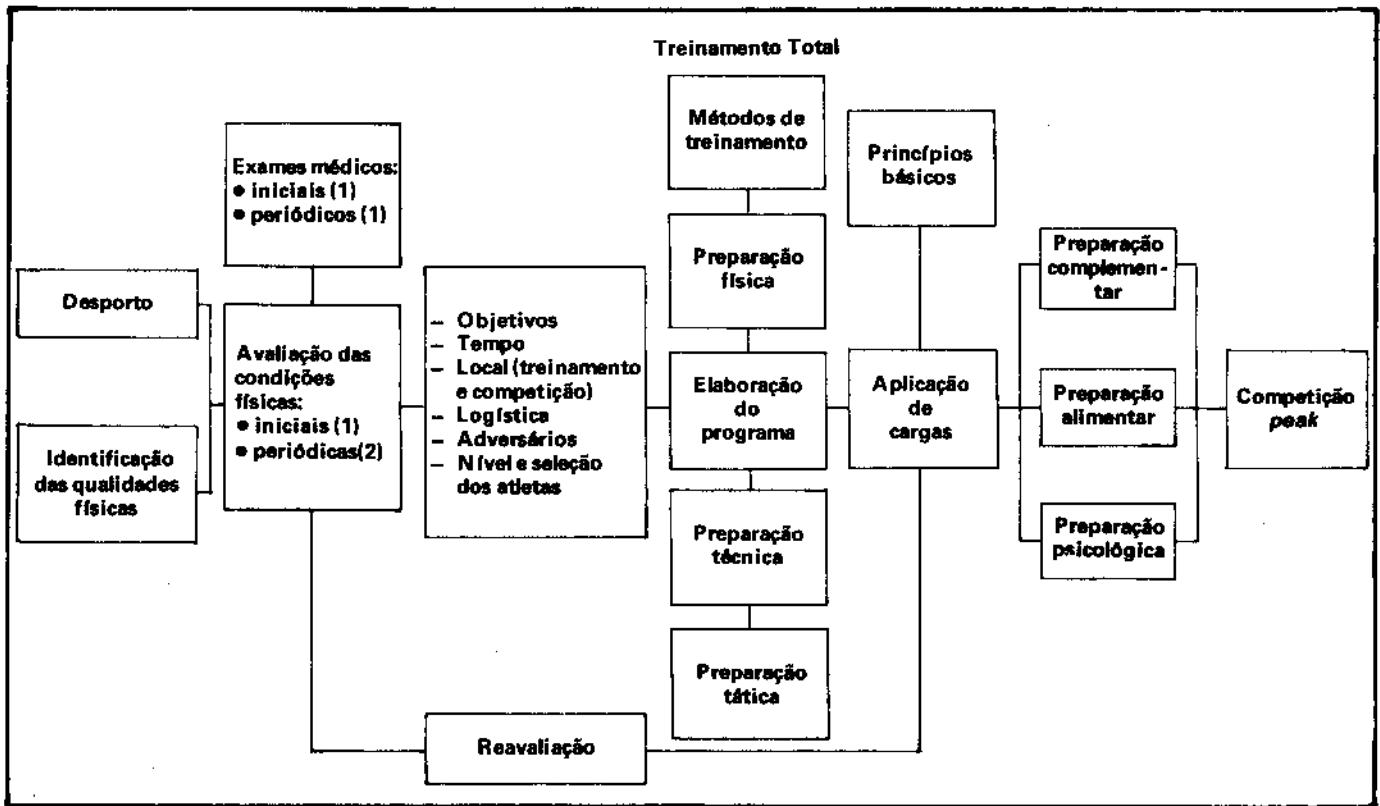 Treinamento Total
Desporto
Identificação
das qualidades
físicas
Exames médicos:
• iniciais (1)
• periódicos (1)
Avaliação das
condições
físicas:
• iniciais (1)
• periódicas(2)
– Objetivos
– Tempo
– Local (treinamento
e competição)
– Logística
– Adversários
– Nível e seleção
dos atletas
Métodos de
treinamento
Preparação
física
Elaboração
do
programa
Preparação
técnica
Preparação
tática
Princípios
básicos
Aplicação
de
cargas
Reavaliação
Preparação
complemen-
tar
Preparação
alimentar
Preparação
psicológica
Competição
peak